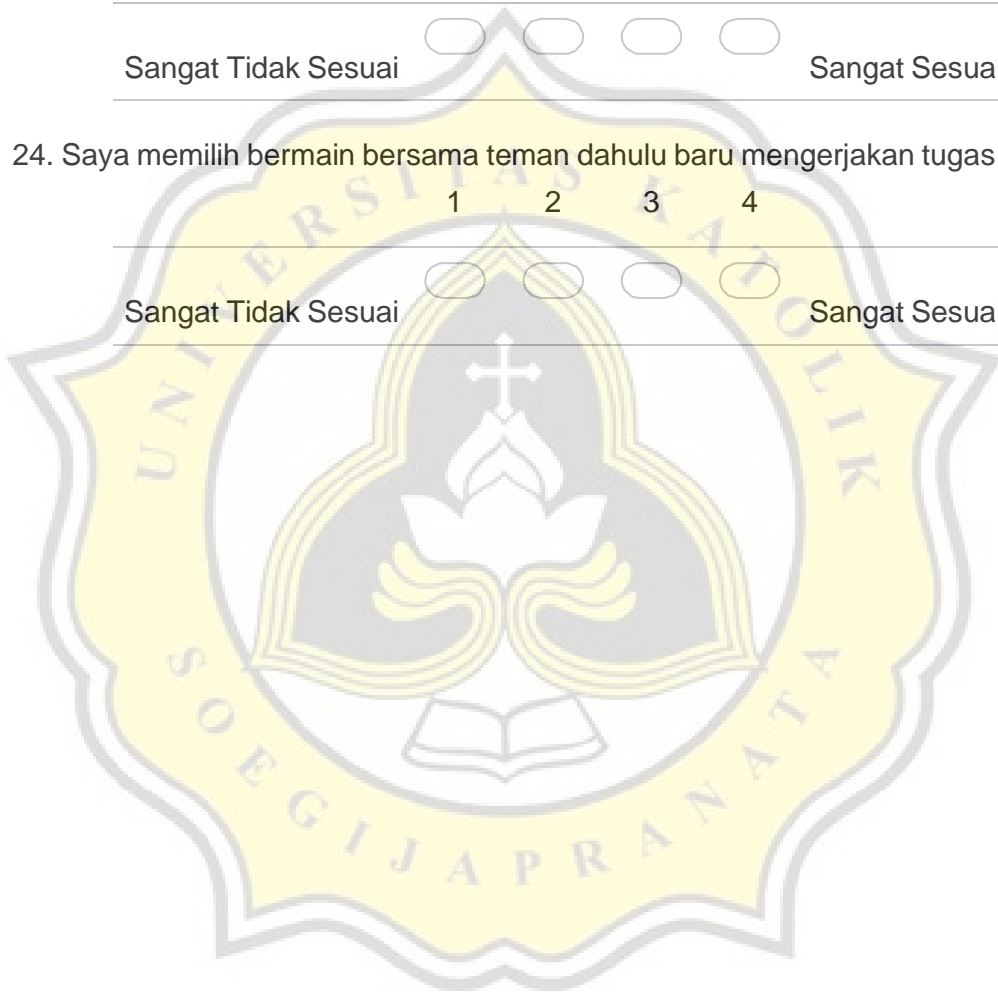 Sangat Tidak Sesuai Sangat Sesua
24. Saya memilih bermain bersama teman dahulu baru mengerjakan tugas
1 2 3 4
Sangat Tidak Sesuai Sangat Sesua
UNIVERSITAS KATOLIK
SOEGIJAPRANATA